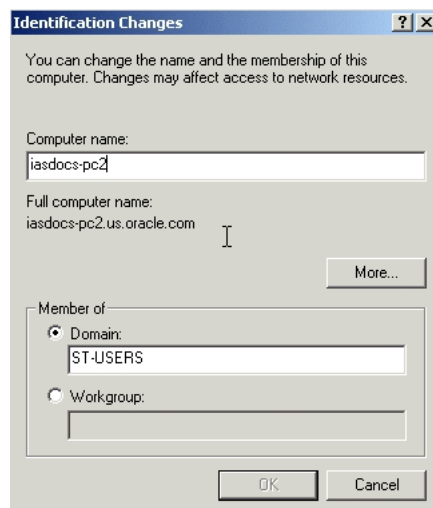 Identification Changes
You can change the name and the membership of this
computer. Changes may affect access to network resources.
Computer name:
iasdocs-pc2
Full computer name:
iasdocs-pc2.us.oracle.com
More...
Member of
Domain:
ST-USERS
Workgroup:
OK
Cancel